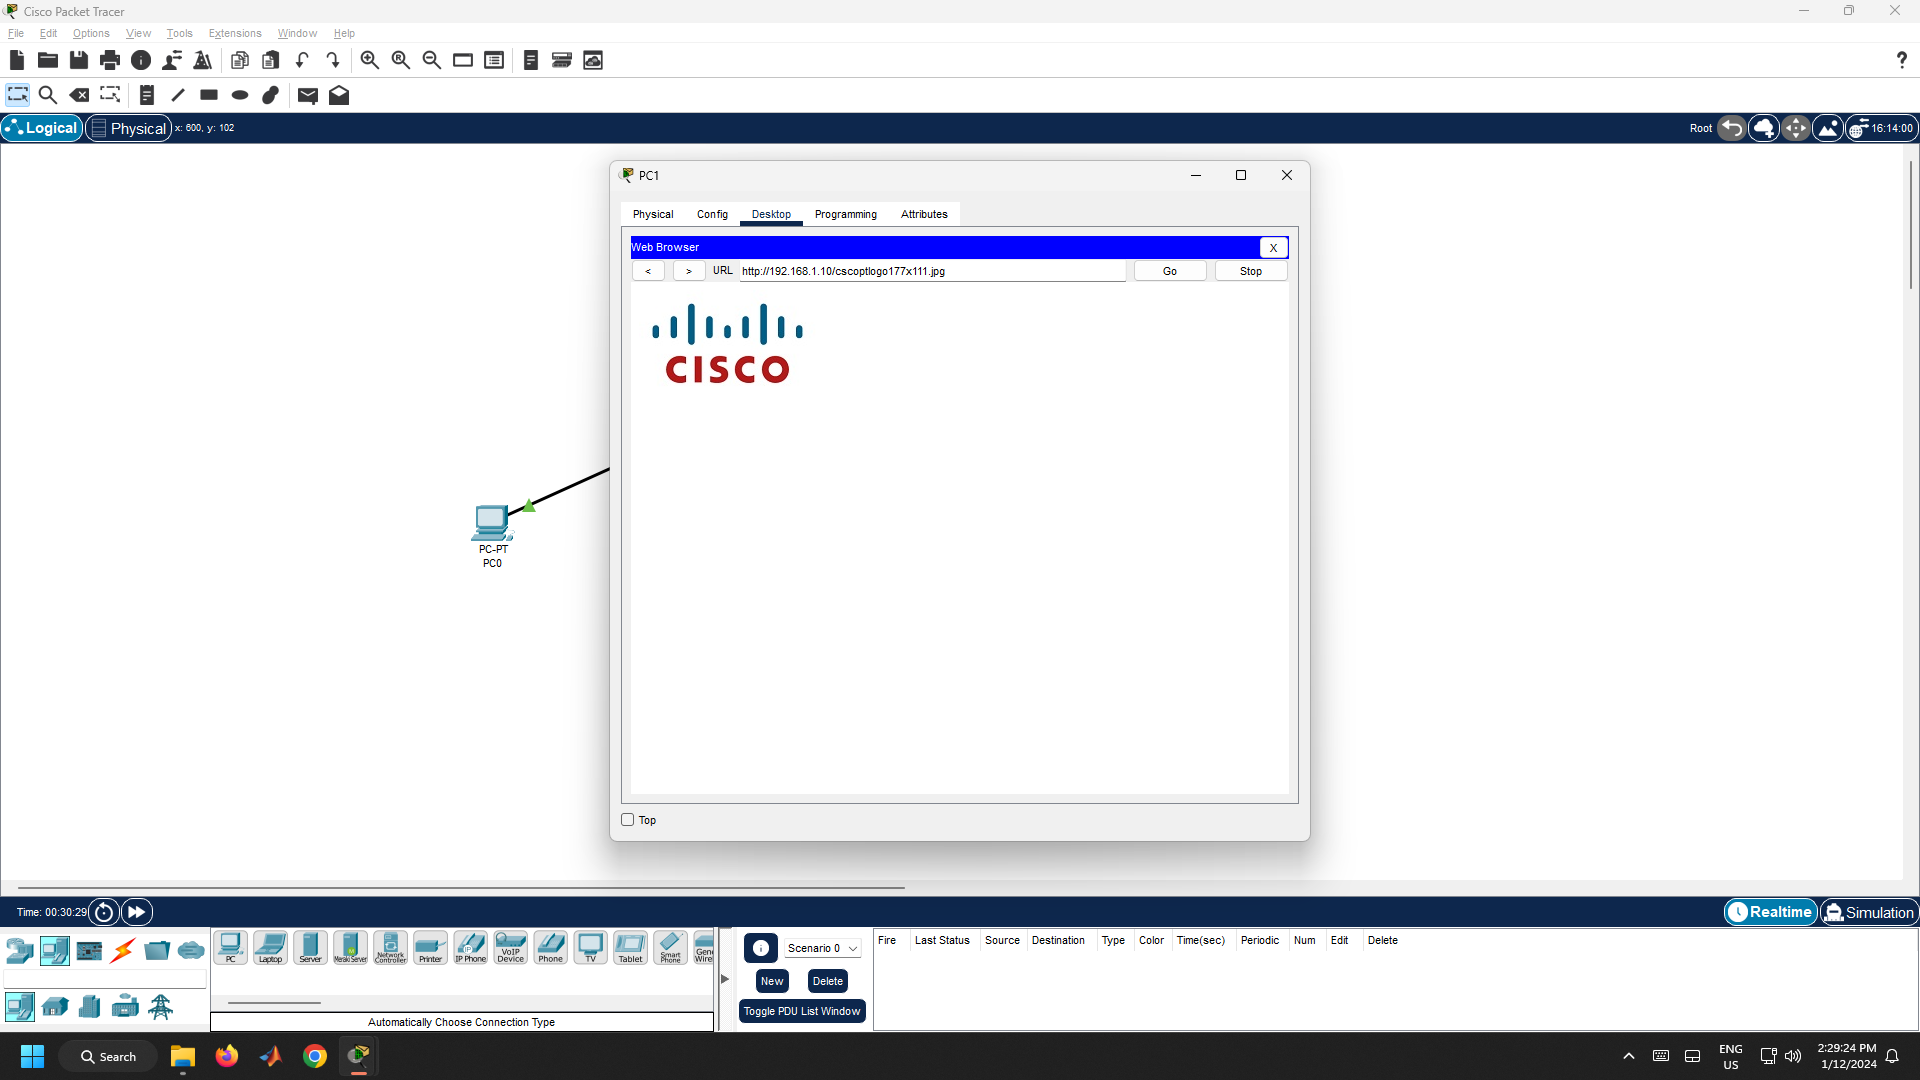 Cisco Packet Tracer
File Edit Options View Tools Extensions Window Help
Logical Physical x: 600, y: 102 Root 16:14:00
PC1
Physical Config Desktop Programming Attributes
Web Browser X
< > URL http://192.168.1.10/cscoptlogo177x111.jpg Go Stop
CISCO
PC-PT
PC0
Top
Time: 00:30:29 Realtime Simulation
PC Laptop Server MerakiServer Network Controller Printer IP Phone VoIP Device Phone TV Tablet Smart Phone
Automatically Choose Connection Type
Scenario 0
New Delete
Toggle PDU List Window
Fire Last Status Source Destination Type Color Time(sec) Periodic Num Edit Delete
Search
ENG
US
2:29:24 PM
1/12/2024